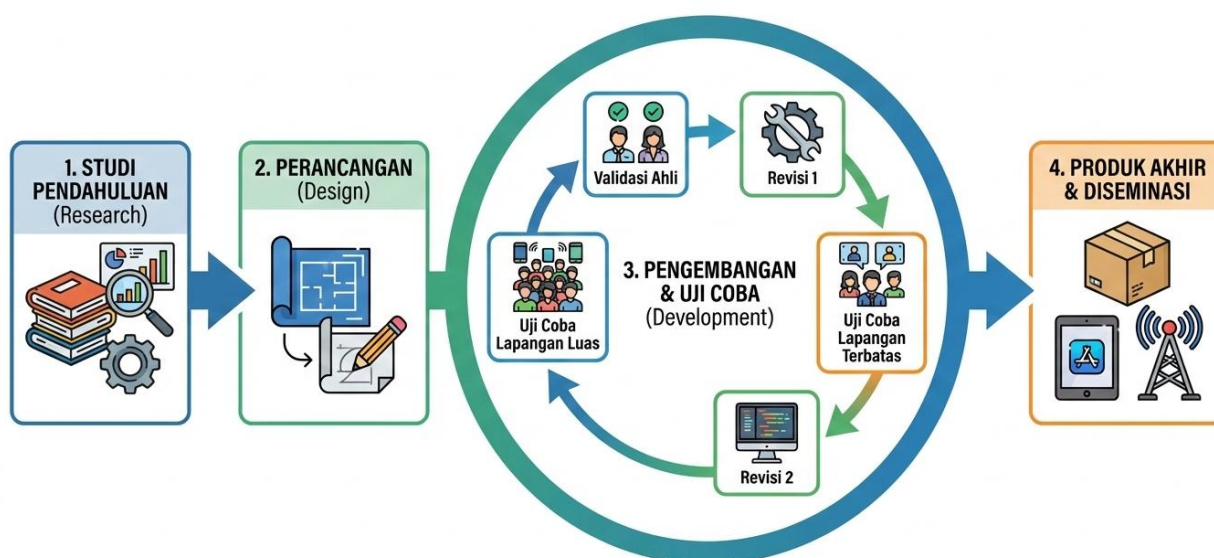 1. STUDI
PENDAHULUAN
(Research)
2. PERANCANGAN
(Design)
Validasi Ahli
Revisi 1
Uji Coba
Lapangan
Terbatas
Revisi 2
Uji Coba
Lapangan Luas
3. PENGEMBANGAN
& UJI COBA
(Development)
4. PRODUK AKHIR
& DISEMINASI